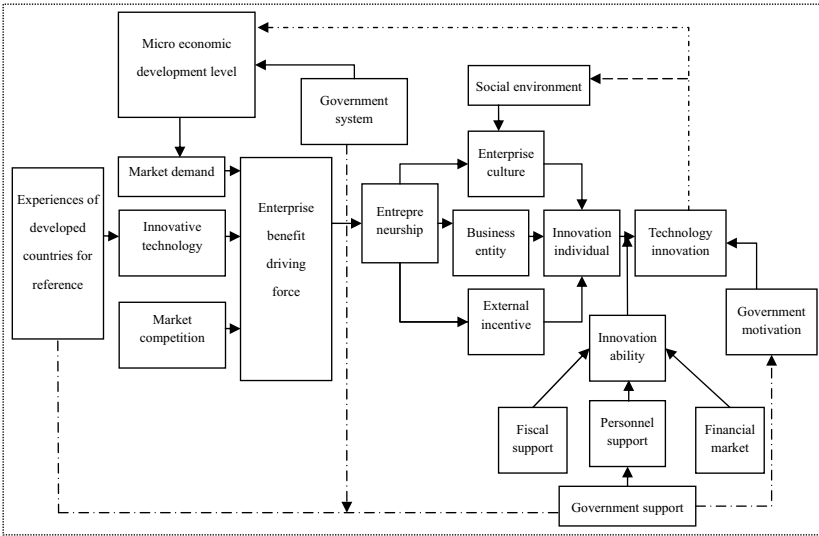 Micro economic
development level
Social environment
Government
system
Enterprise
culture
Market demand
Experiences of
developed
countries for
reference
Innovative
technology
Enterprise
benefit
driving
force
Entrepre
neurship
Business
entity
Innovation
individual
Technology
innovation
Market
competition
External
incentive
Government
motivation
Innovation
ability
Fiscal
support
Personnel
support
Financial
market
Government support